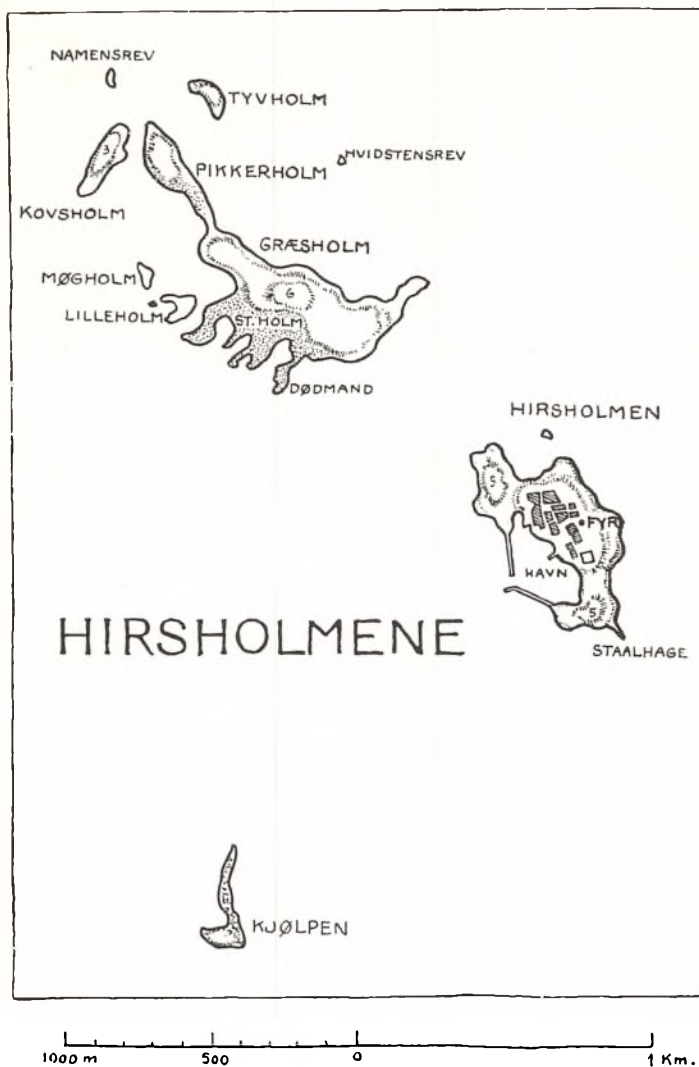 NAMENSREV
TYVHOLM
3
PIKKERHOLM
HVIDSTENSREV
KOVSHOLM
GRÆSHOLM
MØGHOLM
6
LILLEHOLM
ST. HOLM
DØDMAND
HIRSHOLMEN
5
FYR
HAVN
5
HIRSHOLMENE
STAALHAGE
KJØLPEN
1000 m
500
0
1 Km.